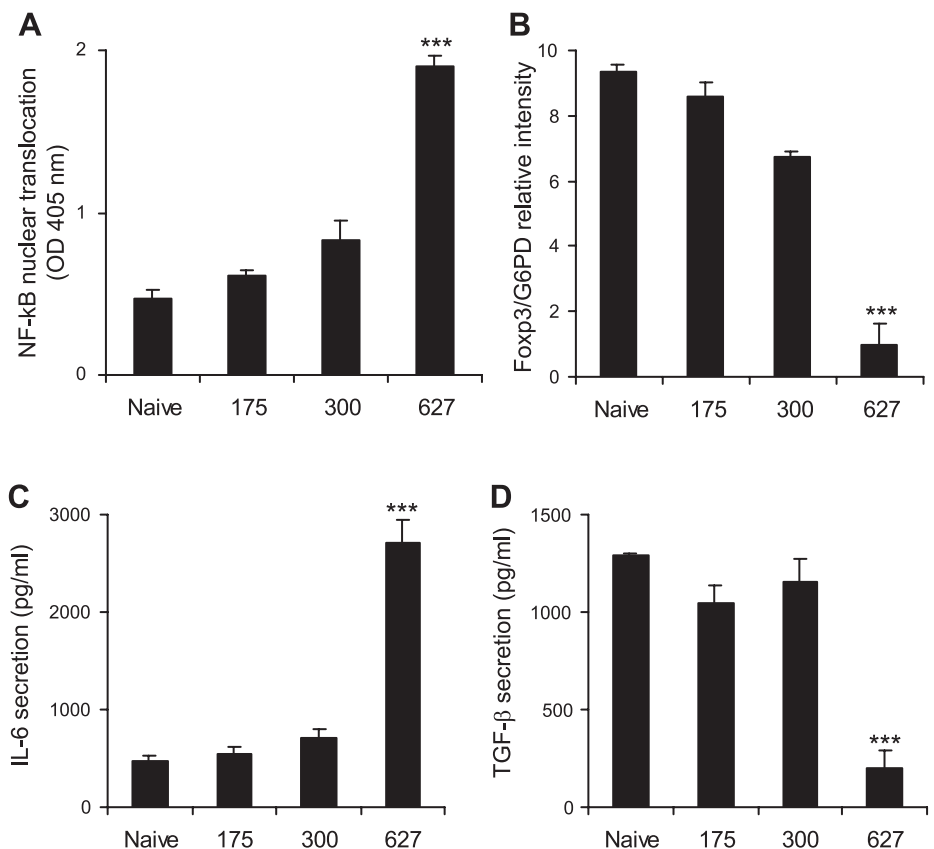 A
NF-kB nuclear translocation
(OD 405 nm)
2
1
0
***
Naive 175 300 627
B
Foxp3/G6PD relative intensity
10
8
6
4
2
0
***
Naive 175 300 627
C
IL-6 secretion (pg/ml)
3000
2000
1000
0
***
Naive 175 300 627
D
TGF-β secretion (pg/ml)
1500
1000
500
0
***
Naive 175 300 627